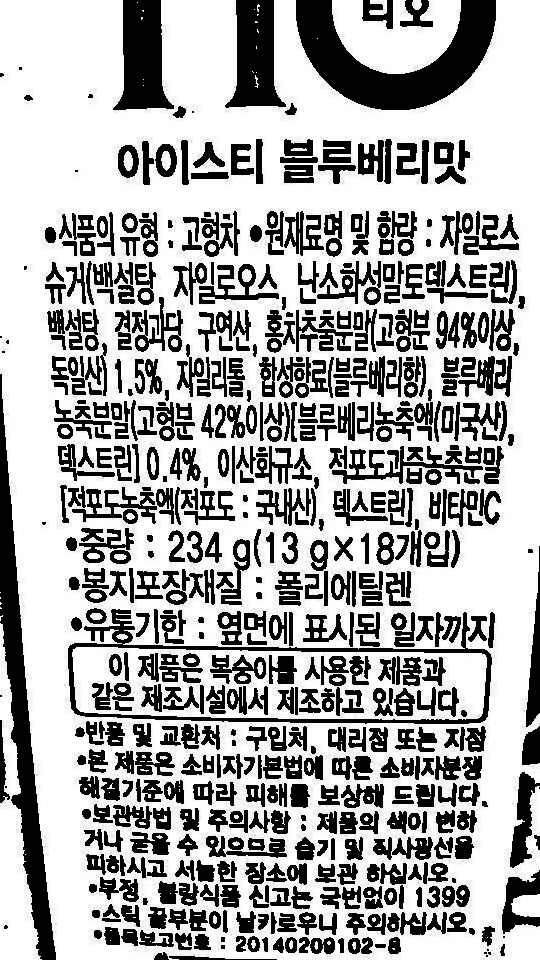 티오
아이스티 블루베리맛
•식품의 유형 : 고형차 •원재료명 및 함량 : 자일로스
슈거(백설탕, 자일로오스, 난소화성말토덱스트린),
백설탕, 결정과당, 구연산, 홍차추출분말(고형분 94%이상,
독일산) 1.5%, 자일리톨, 합성향료(블루베리향), 블루베리
농축분말(고형분 42%이상)[블루베리농축액(미국산),
덱스트린] 0.4%, 이산화규소, 적포도과즙농축분말
[적포도농축액(적포도 : 국내산), 덱스트린], 비타민C
•중량 : 234 g(13 g×18개입)
•봉지포장재질 : 폴리에틸렌
•유통기한 : 옆면에 표시된 일자까지
이 제품은 복숭아를 사용한 제품과
같은 제조시설에서 제조하고 있습니다.
•반품 및 교환처 : 구입처, 대리점 또는 지점
•본 제품은 소비자기본법에 따른 소비자분쟁
해결기준에 따라 피해를 보상해 드립니다.
•보관방법 및 주의사항 : 제품의 색이 변하
거나 굳을 수 있으므로 습기 및 직사광선을
피하시고 서늘한 장소에 보관 하십시오.
•부정, 불량식품 신고는 국번없이 1399
•스틱 끝부분이 날카로우니 주의하십시오.
•품목보고번호 : 20140209102-8